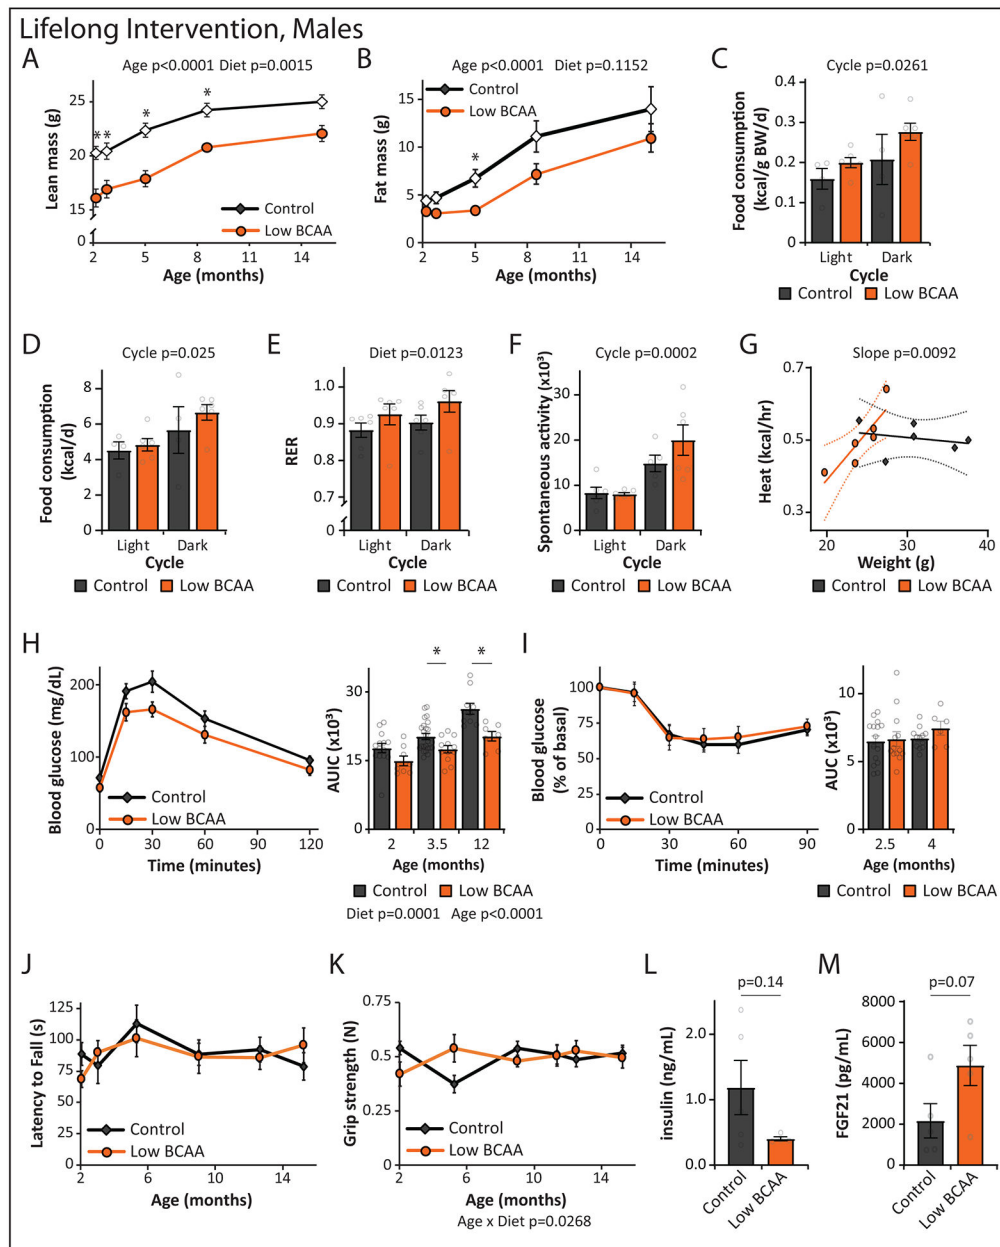 Lifelong Intervention, Males
A
Age p<0.0001 Diet p=0.0015
Lean mass (g)
25
20
15
0
2
5
8
11
14
Age (months)
Control
Low BCAA
B
Age p<0.0001 Diet p=0.1152
Fat mass (g)
15
10
5
0
2
5
8
11
14
Age (months)
Control
Low BCAA
C
Cycle p=0.0261
Food consumption
(kcal/g BW/d)
0.4
0.3
0.2
0.1
0
Light
Dark
Cycle
Control
Low BCAA
D
Cycle p=0.025
Food consumption
(kcal/d)
8
6
4
2
0
Light
Dark
Cycle
Control
Low BCAA
E
Diet p=0.0123
RER
1.0
0.9
0.8
0.7
0
Light
Dark
Cycle
Control
Low BCAA
F
Cycle p=0.0002
Spontaneous activity (x10³)
30
20
10
0
Light
Dark
Cycle
Control
Low BCAA
G
Slope p=0.0092
Heat (kcal/hr)
0.7
0.5
0.3
20
30
40
Weight (g)
Control
Low BCAA
H
Blood glucose (mg/dL)
200
100
0
0
30
60
90
120
Time (minutes)
Control
Low BCAA
AUIC (x10³)
30
15
0
* *
2
3.5
12
Age (months)
Control
Low BCAA
Diet p=0.0001 Age p<0.0001
I
Blood glucose
(% of basal)
100
75
50
25
0
0
30
60
90
Time (minutes)
Control
Low BCAA
AUC (x10³)
10
5
0
2.5
4
Age (months)
Control
Low BCAA
J
Latency to Fall (s)
125
100
75
50
25
0
2
6
10
14
Age (months)
Control
Low BCAA
K
Grip strength (N)
0.75
0.5
0.25
0
2
6
10
14
Age (months)
Age x Diet p=0.0268
Control
Low BCAA
L
p=0.14
insulin (ng/mL)
2.0
1.0
0.0
Control
Low BCAA
M
p=0.07
FGF21 (pg/mL)
8000
6000
4000
2000
0
Control
Low BCAA